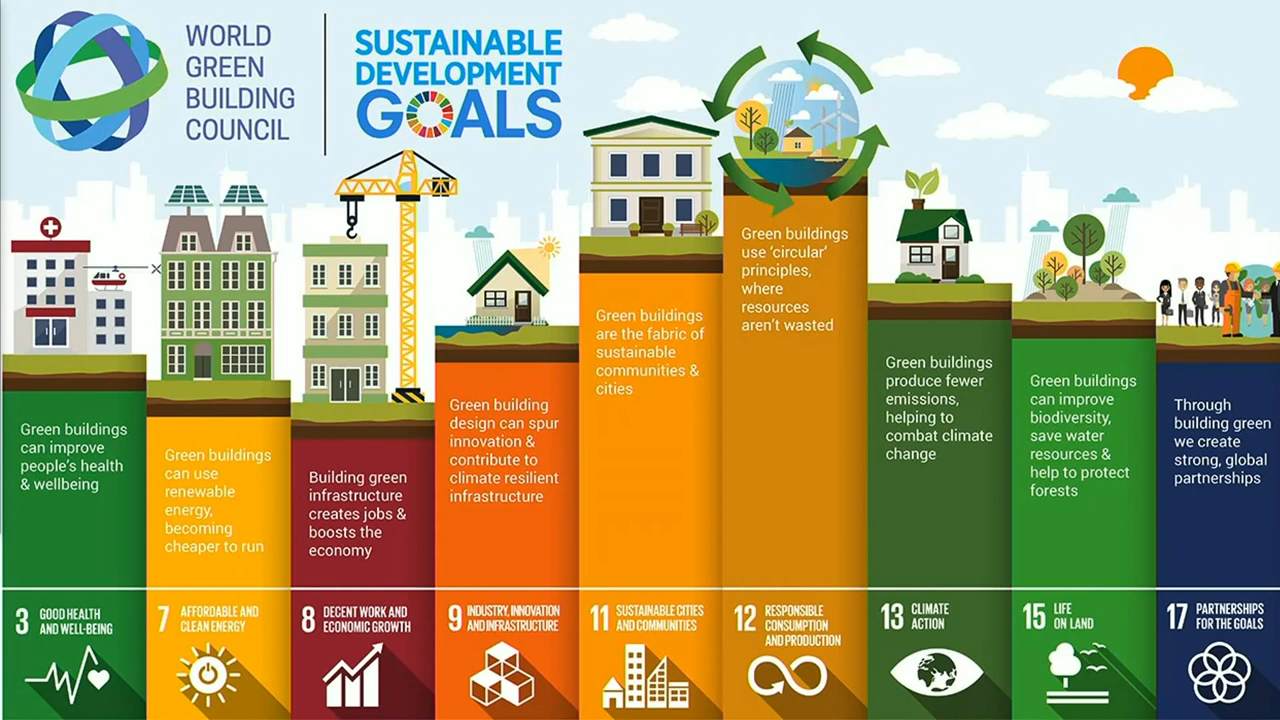 WORLD
GREEN
BUILDING
COUNCIL
SUSTAINABLE
DEVELOPMENT
GOALS
Green buildings
can improve
people's health
& wellbeing
Green buildings
can use
renewable
energy,
becoming
cheaper to run
Building green
infrastructure
creates jobs &
boosts the
economy
Green building
design can spur
innovation &
contribute to
climate resilient
infrastructure
Green buildings
are the fabric of
sustainable
communities &
cities
Green buildings
use ‘circular’
principles,
where
resources
aren't wasted
Green buildings
produce fewer
emissions,
helping to
combat climate
change
Green buildings
can improve
biodiversity,
save water
resources &
help to protect
forests
Through
building green
we create
strong, global
partnerships
3 GOOD HEALTH
AND WELL-BEING
7 AFFORDABLE AND
CLEAN ENERGY
8 DECENT WORK AND
ECONOMIC GROWTH
9 INDUSTRY, INNOVATION
AND INFRASTRUCTURE
11 SUSTAINABLE CITIES
AND COMMUNITIES
12 RESPONSIBLE
CONSUMPTION
AND PRODUCTION
13 CLIMATE
ACTION
15 LIFE
ON LAND
17 PARTNERSHIPS
FOR THE GOALS